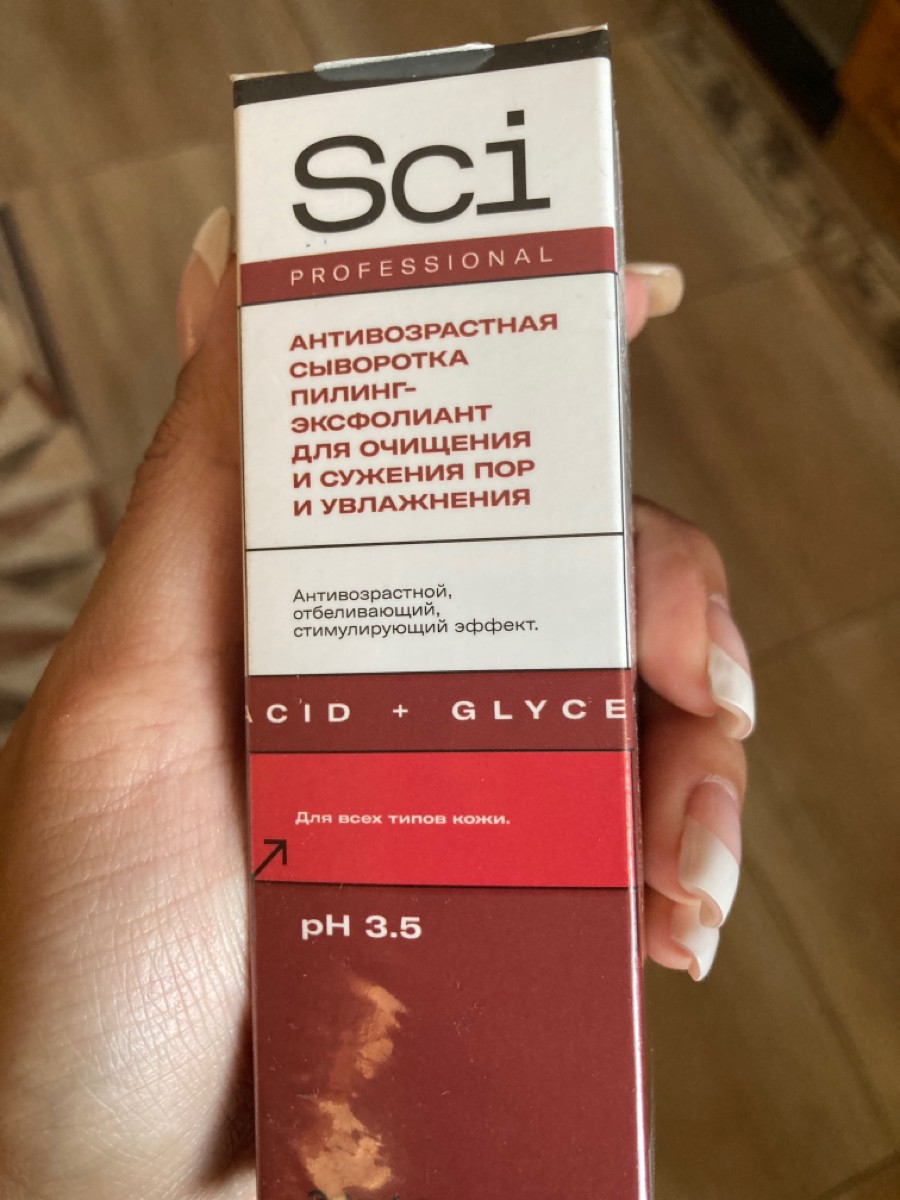 Sci
PROFESSIONAL
АНТИВОЗРАСТНАЯ
СЫВОРОТКА
ПИЛИНГ-
ЭКСФОЛИАНТ
ДЛЯ ОЧИЩЕНИЯ
И СУЖЕНИЯ ПОР
И УВЛАЖНЕНИЯ
Антивозрастной,
отбеливающий,
стимулирующий эффект.
ACID + GLYCE
Для всех типов кожи.
pH 3.5